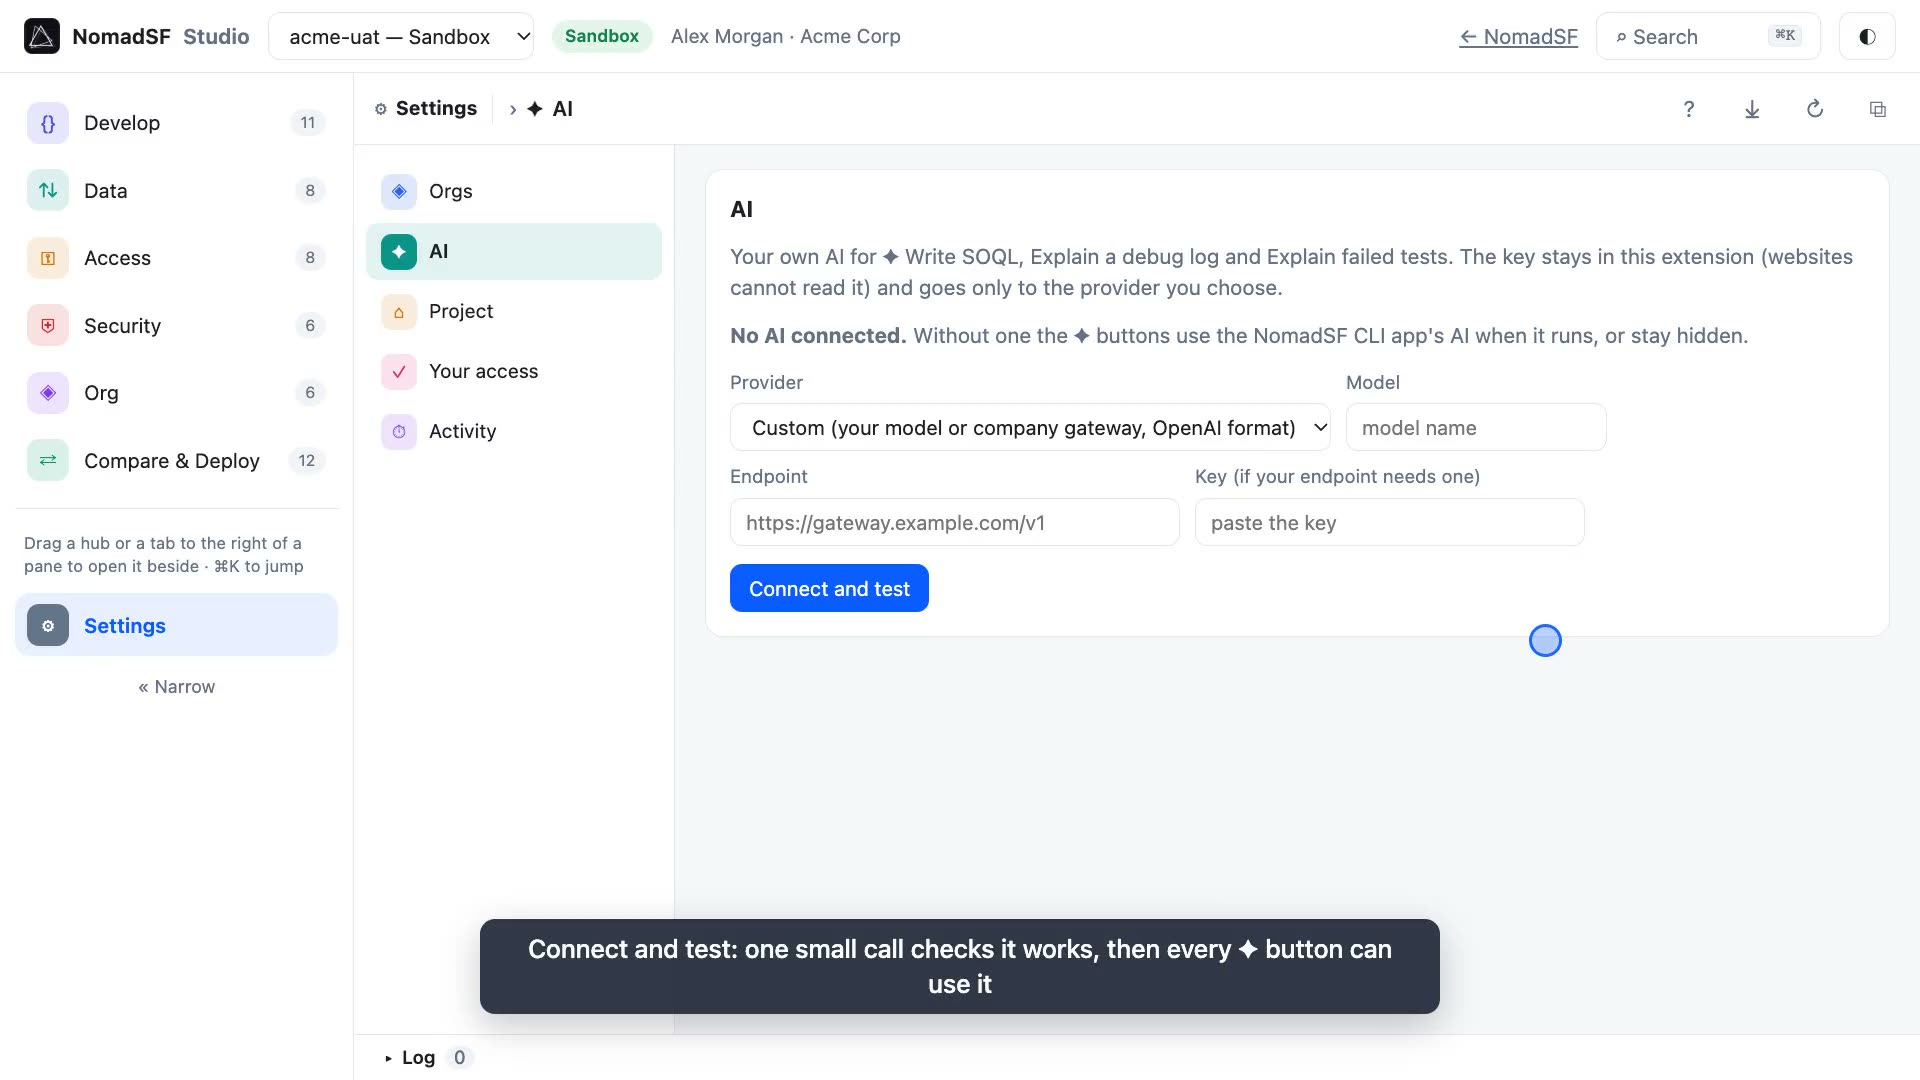 NomadSF Studio
acme-uat — Sandbox
Sandbox
Alex Morgan · Acme Corp
← NomadSF
Search
⌘K
Develop 11
Data 8
Access 8
Security 6
Org 6
Compare & Deploy 12
Drag a hub or a tab to the right of a
pane to open it beside · ⌘K to jump
Settings
« Narrow
Settings › ✦ AI
?
Orgs
AI
Project
Your access
Activity
AI
Your own AI for ✦ Write SOQL, Explain a debug log and Explain failed tests. The key stays in this extension (websites
cannot read it) and goes only to the provider you choose.
No AI connected. Without one the ✦ buttons use the NomadSF CLI app's AI when it runs, or stay hidden.
Provider
Model
Custom (your model or company gateway, OpenAI format)
model name
Endpoint
Key (if your endpoint needs one)
https://gateway.example.com/v1
paste the key
Connect and test
Connect and test: one small call checks it works, then every ✦ button can
use it
Log 0